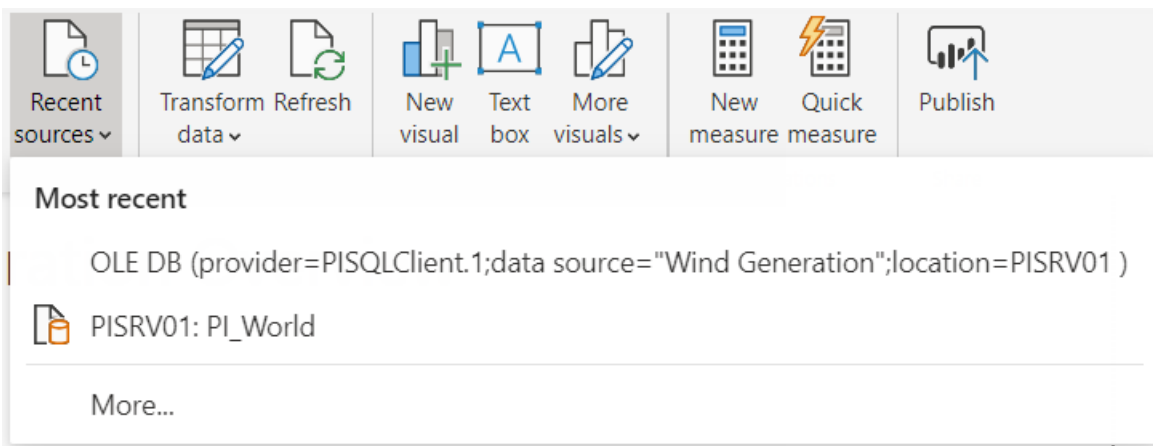 Recent Transform Refresh New Text More New Quick Publish
sources data visual box visuals measure measure
Most recent
OLE DB (provider=PISQLClient.1;data source="Wind Generation";location=PISRV01 )
PISRV01: PI_World
More...